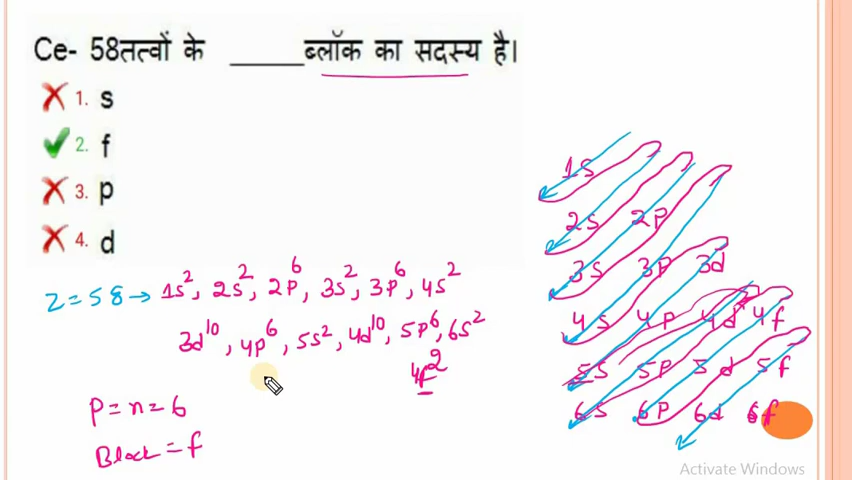 Ce- 58तत्वों के _____ ब्लॉक का सदस्य है।
1. s
2. f
3. p
4. d
Z=58→ 1s², 2s², 2p⁶, 3s², 3p⁶, 4s²
3d¹⁰, 4p⁶, 5s², 4d¹⁰, 5p⁶, 6s²
4f²
P=n=6
Block=f
1s
2s 2p
3s 3p 3d
4s 4p 4d 4f
5s 5p 5d 5f
6s 6p 6d 6f
Activate Windows